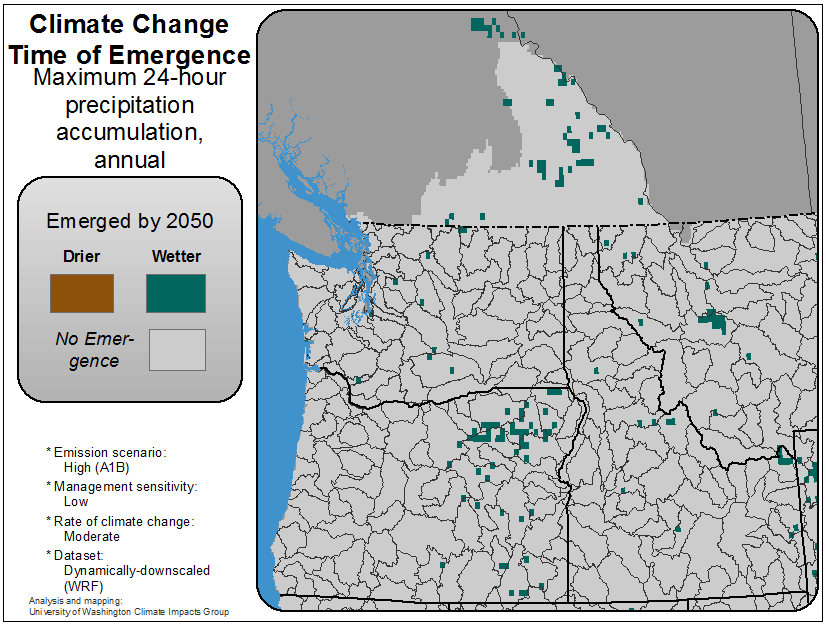 Climate Change
Time of Emergence
Maximum 24-hour
precipitation
accumulation,
annual
Emerged by 2050
Drier
Wetter
No Emer-
gence
* Emission scenario:
High (A1B)
* Management sensitivity:
Low
* Rate of climate change:
Moderate
* Dataset:
Dynamically-downscaled
(WRF)
Analysis and mapping:
University of Washington Climate Impacts Group